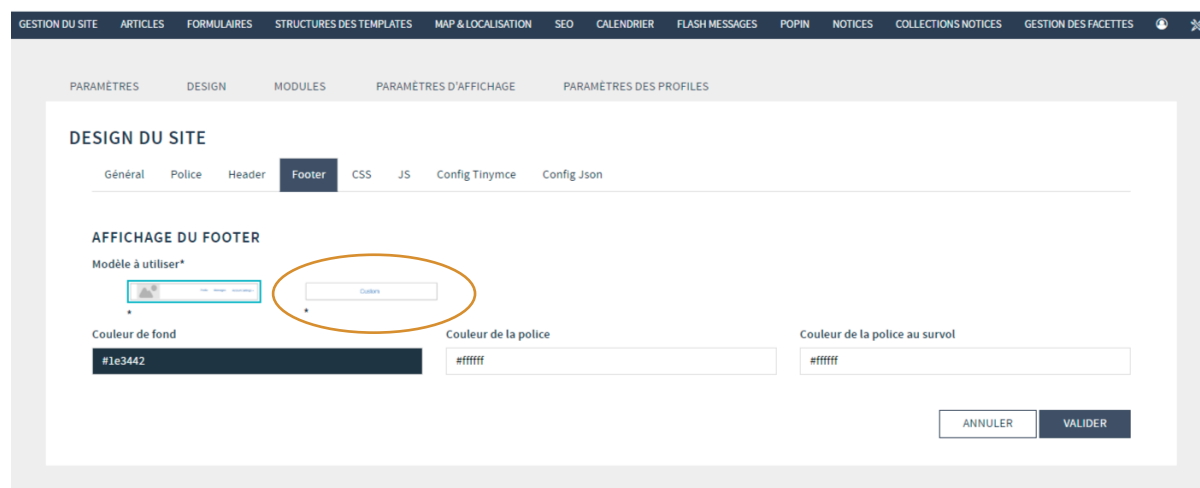 GESTION DU SITE ARTICLES FORMULAIRES STRUCTURES DES TEMPLATES MAP & LOCALISATION SEO CALENDRIER FLASH MESSAGES POPIN NOTICES COLLECTIONS NOTICES GESTION DES FACETTES
PARAMÈTRES DESIGN MODULES PARAMÈTRES D'AFFICHAGE PARAMÈTRES DES PROFILES
DESIGN DU SITE
Général Police Header Footer CSS JS Config Tinymce Config Json
AFFICHAGE DU FOOTER
Modèle à utiliser*
* *
Couleur de fond Couleur de la police Couleur de la police au survol
#1e3442 #ffffff #ffffff
ANNULER VALIDER